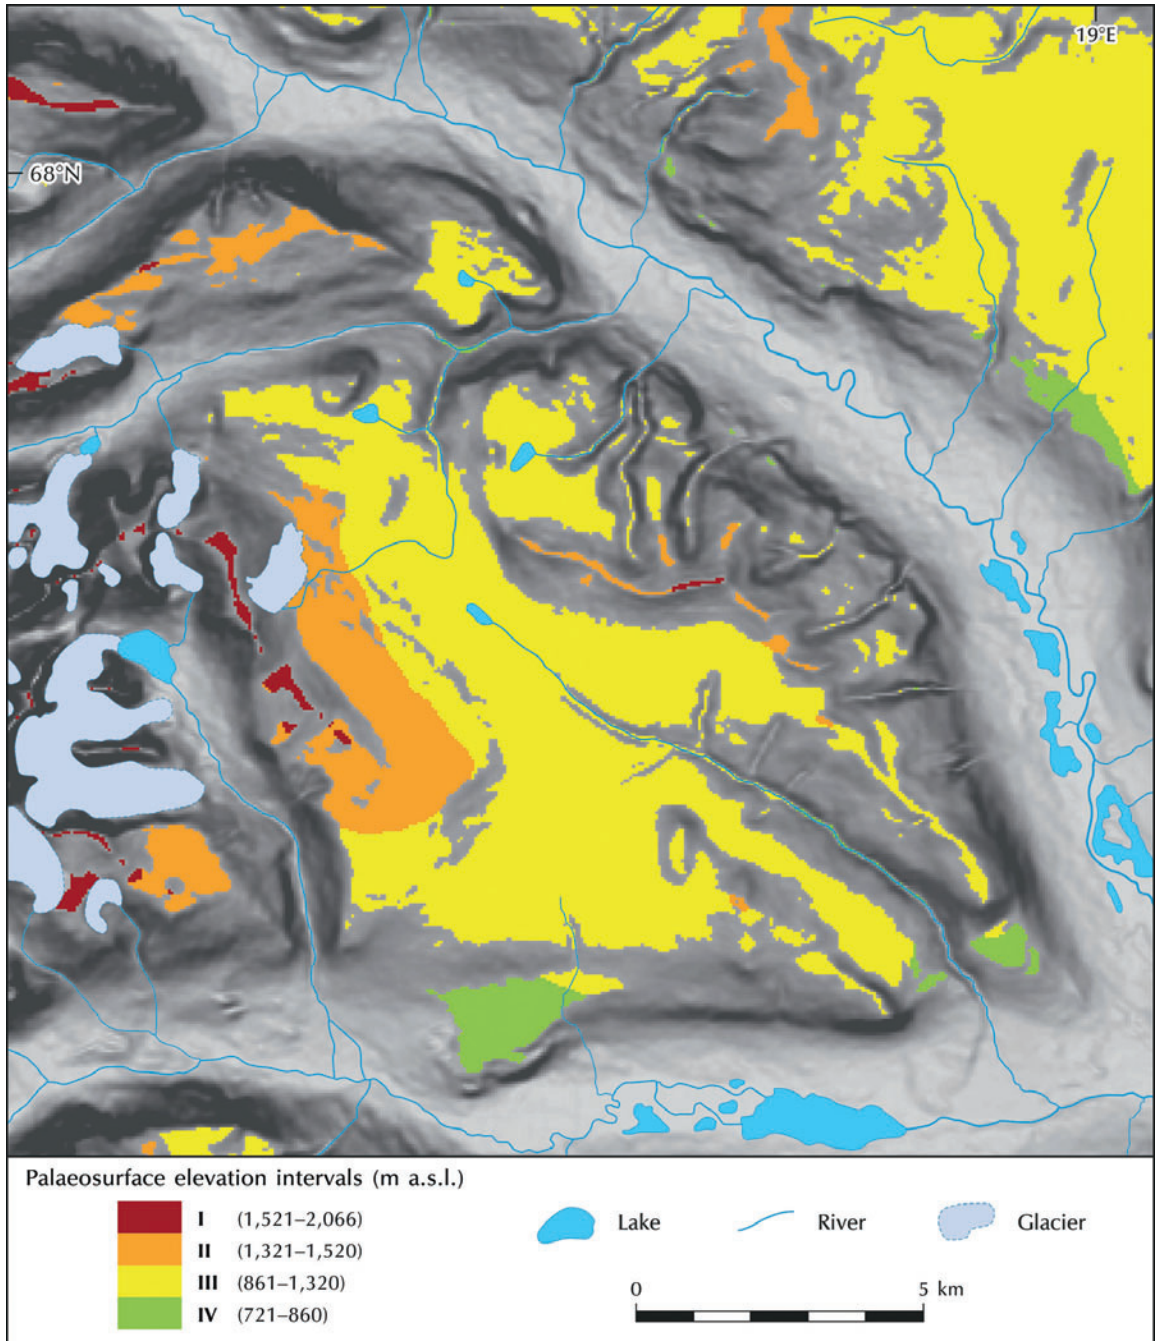 19°E
68°N
Palaeosurface elevation intervals (m a.s.l.)
I (1,521–2,066)
II (1,321–1,520)
III (861–1,320)
IV (721–860)
Lake
River
Glacier
0 5 km